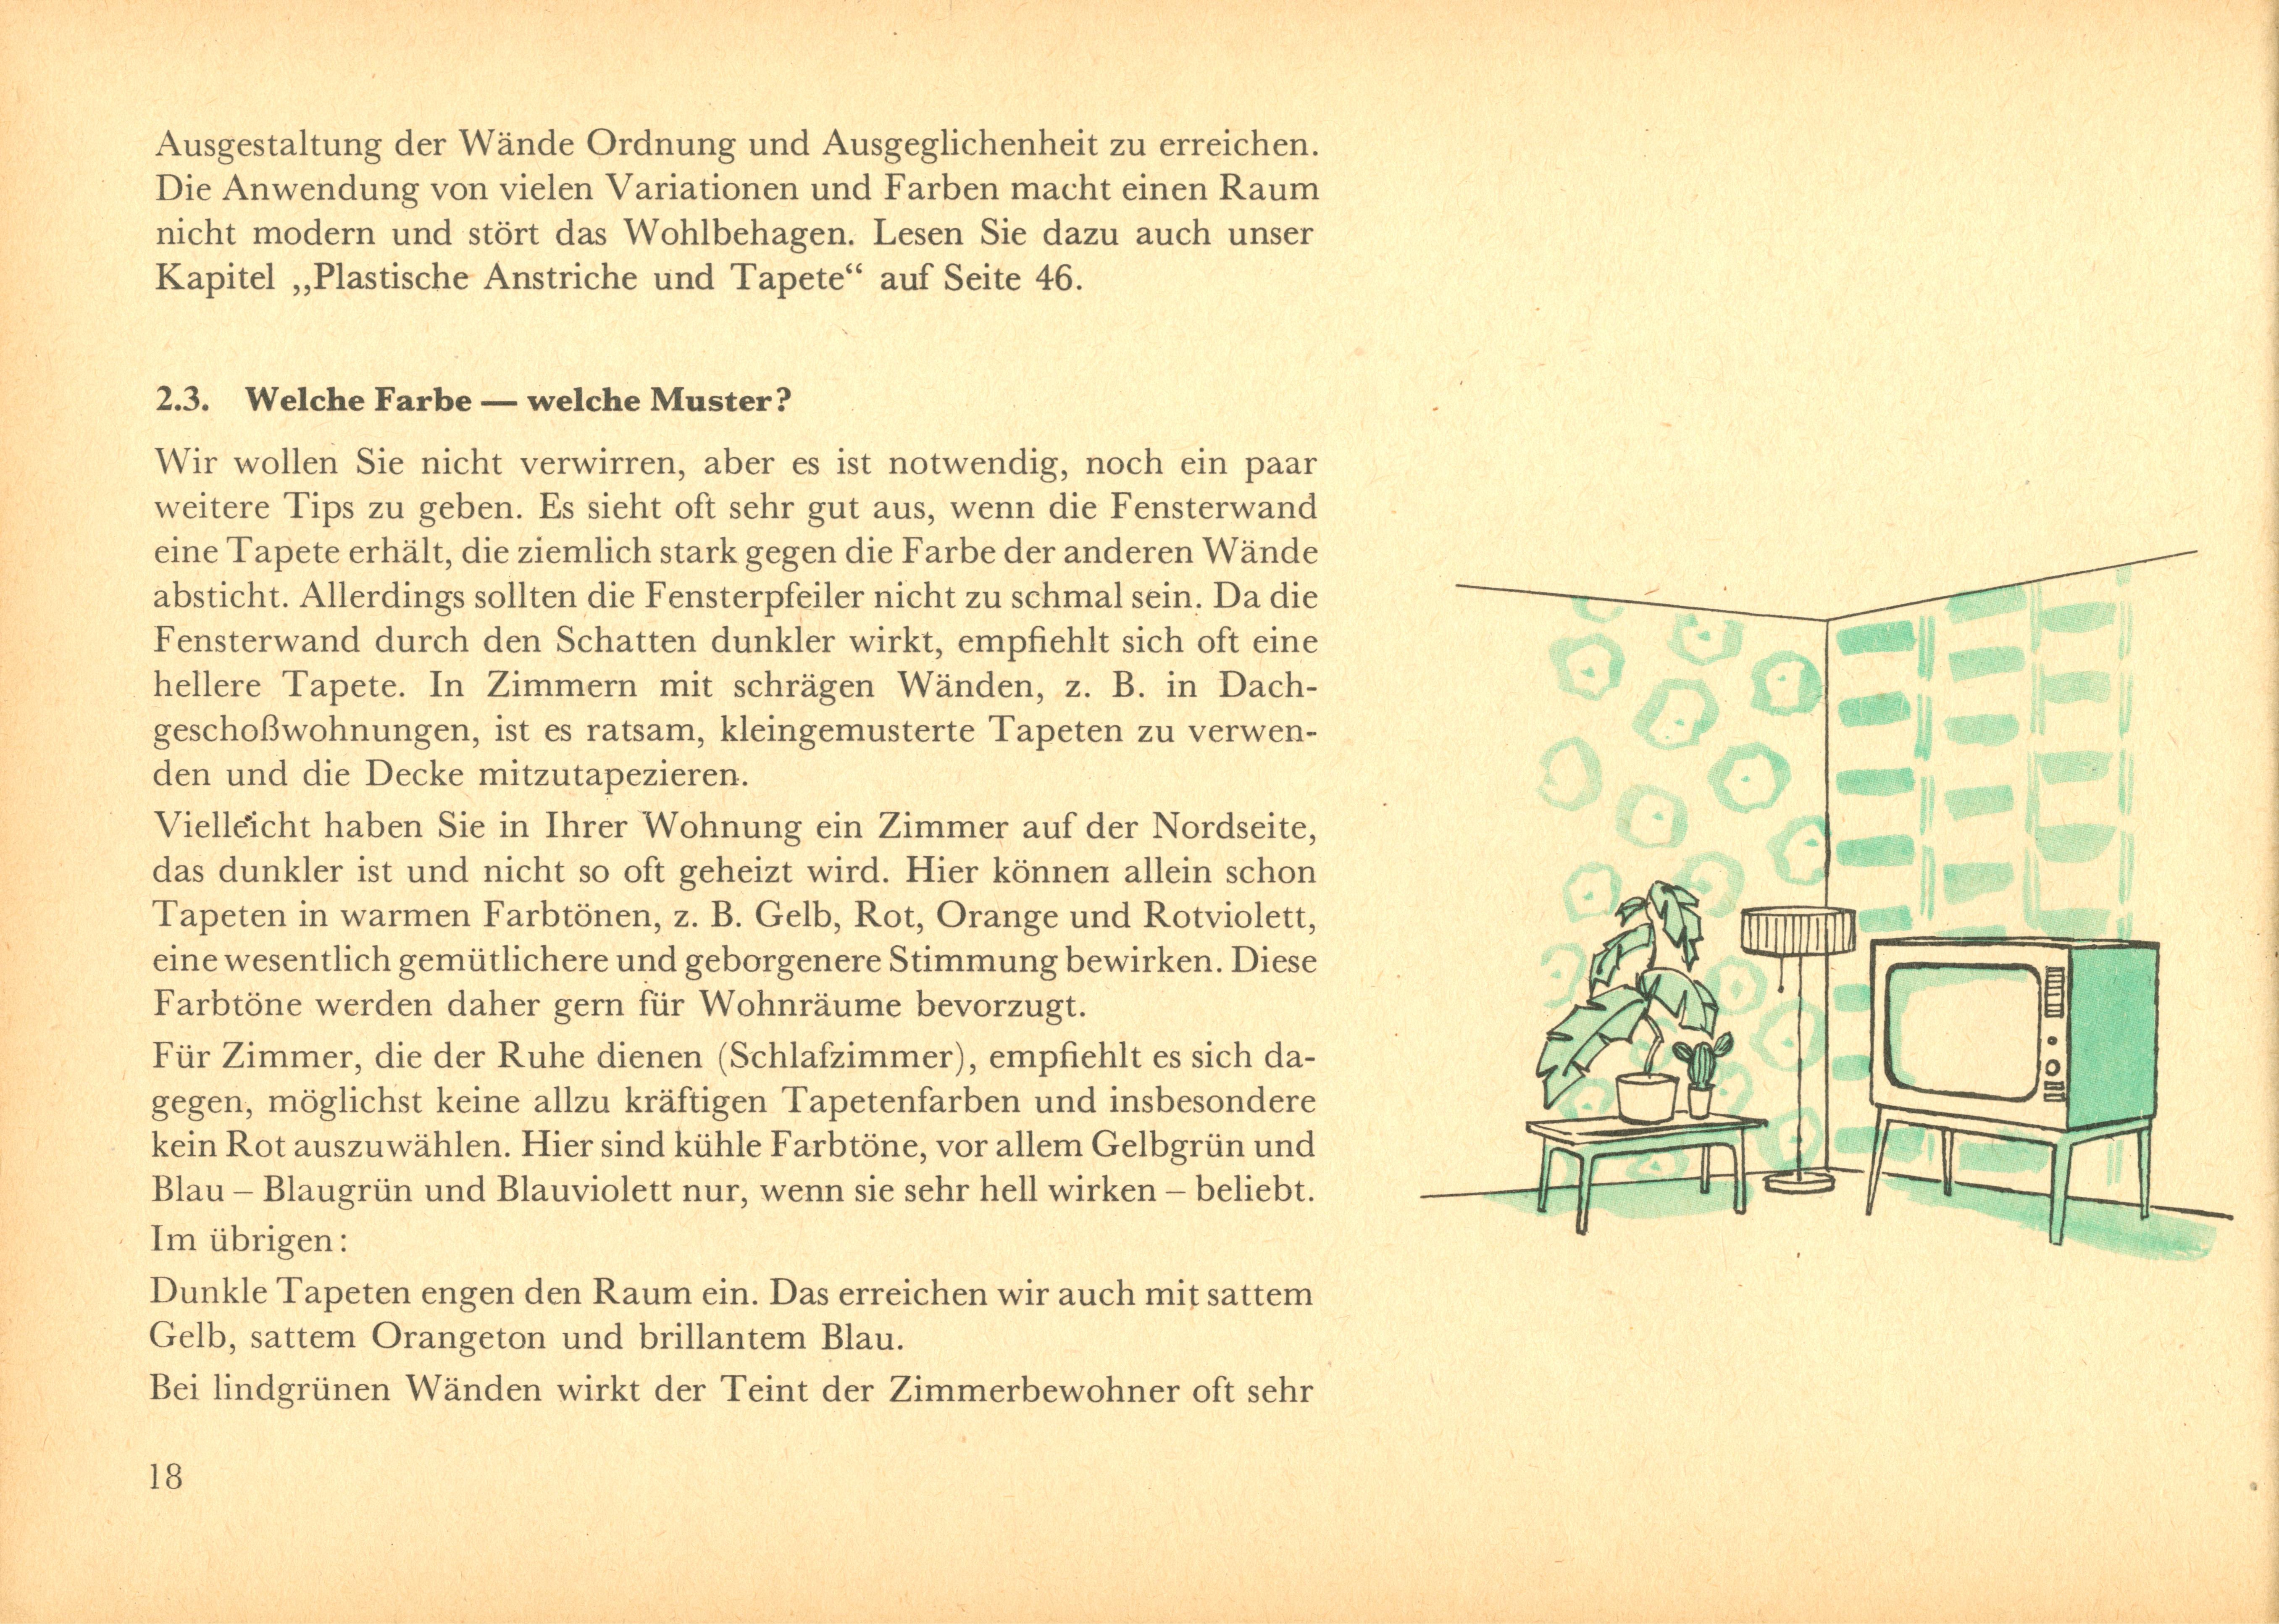 Ausgestaltung der Wände Ordnung und Ausgeglichenheit zu erreichen.
Die Anwendung von vielen Variationen und Farben macht einen Raum
nicht modern und stört das Wohlbehagen. Lesen Sie dazu auch unser
Kapitel „Plastische Anstriche und Tapete“ auf Seite 46.
2.3. Welche Farbe — welche Muster?
Wir wollen Sie nicht verwirren, aber es ist notwendig, noch ein paar
weitere Tips zu geben. Es sieht oft sehr gut aus, wenn die Fensterwand
eine Tapete erhält, die ziemlich stark gegen die Farbe der anderen Wände
absticht. Allerdings sollten die Fensterpfeiler nicht zu schmal sein. Da die
Fensterwand durch den Schatten dunkler wirkt, empfiehlt sich oft eine
hellere Tapete. In Zimmern mit schrägen Wänden, z. B. in Dach-
geschoßwohnungen, ist es ratsam, kleingemusterte Tapeten zu verwen-
den und die Decke mitzutapezieren.
Vielleicht haben Sie in Ihrer Wohnung ein Zimmer auf der Nordseite,
das dunkler ist und nicht so oft geheizt wird. Hier können allein schon
Tapeten in warmen Farbtönen, z. B. Gelb, Rot, Orange und Rotviolett,
eine wesentlich gemütlichere und geborgenere Stimmung bewirken. Diese
Farbtöne werden daher gern für Wohnräume bevorzugt.
Für Zimmer, die der Ruhe dienen (Schlafzimmer), empfiehlt es sich da-
gegen, möglichst keine allzu kräftigen Tapetenfarben und insbesondere
kein Rot auszuwählen. Hier sind kühle Farbtöne, vor allem Gelbgrün und
Blau – Blaugrün und Blauviolett nur, wenn sie sehr hell wirken – beliebt.
Im übrigen:
Dunkle Tapeten engen den Raum ein. Das erreichen wir auch mit sattem
Gelb, sattem Orangeton und brillantem Blau.
Bei lindgrünen Wänden wirkt der Teint der Zimmerbewohner oft sehr
18